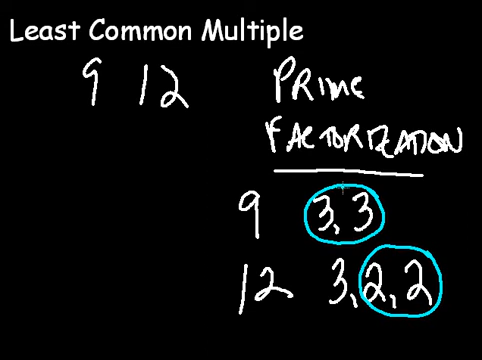 Least Common Multiple
9 12 PRIME
FACTORIZATION
9 3, 3
12 3, 2, 2